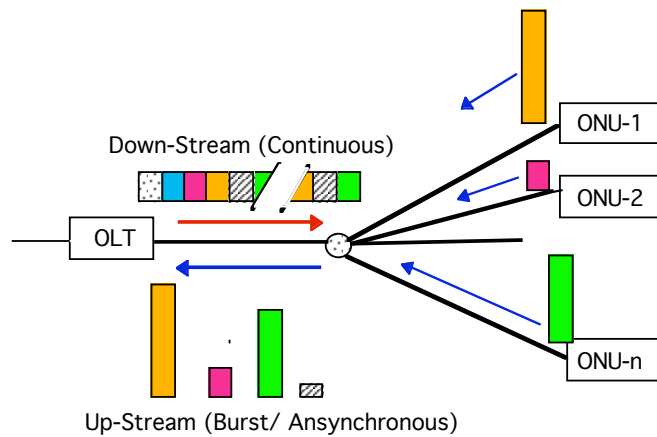 Down-Stream (Continuous)
ONU-1
ONU-2
OLT
ONU-n
Up-Stream (Burst/ Ansynchronous)